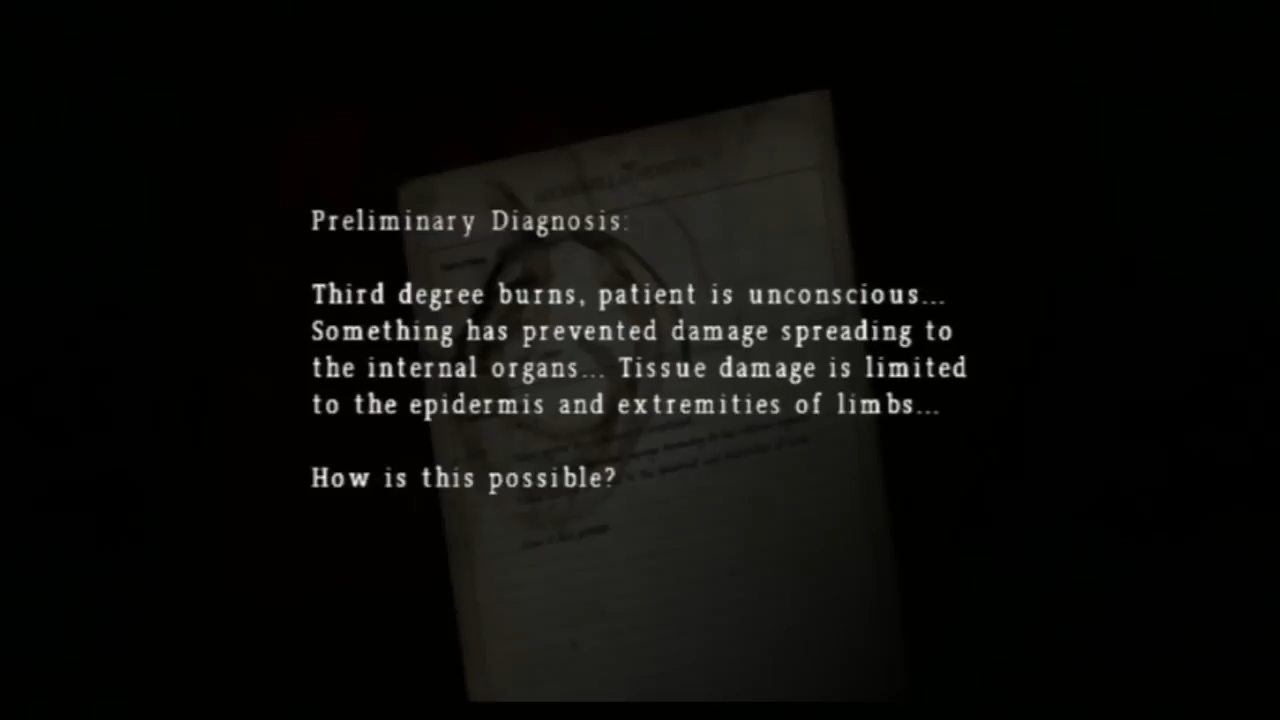 Preliminary Diagnosis:
Third degree burns, patient is unconscious...
Something has prevented damage spreading to
the internal organs... Tissue damage is limited
to the epidermis and extremities of limbs...
How is this possible?